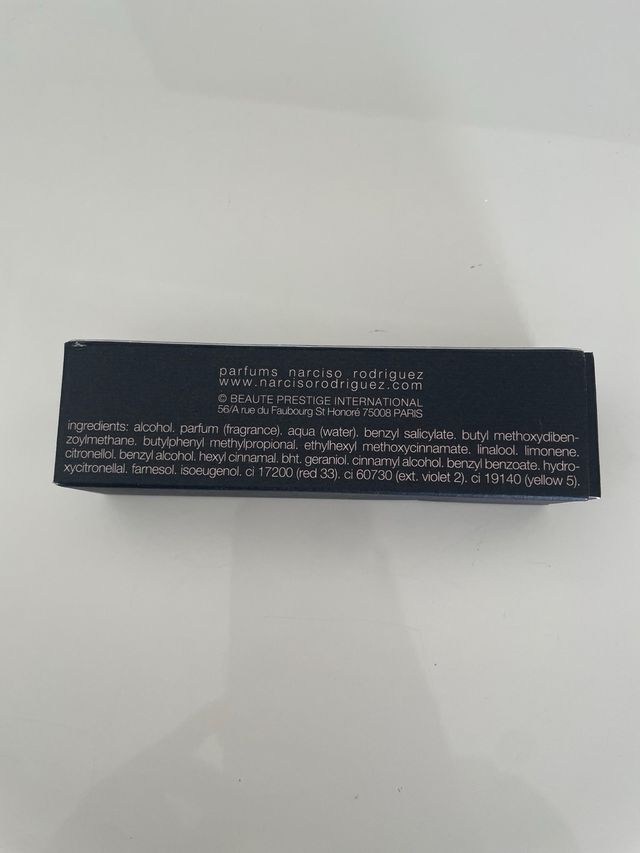 parfums narciso rodriguez
www.narcisorodriguez.com
© BEAUTE PRESTIGE INTERNATIONAL
56/A rue du Faubourg St Honoré 75008 PARIS
ingredients: alcohol. parfum (fragrance). aqua (water). benzyl salicylate. butyl methoxydiben-
zoylmethane. butylphenyl methylpropional. ethylhexyl methoxycinnamate. linalool. limonene.
citronellol. benzyl alcohol. hexyl cinnamal. bht. geraniol. cinnamyl alcohol. benzyl benzoate. hydro-
xycitronellal. farnesol. isoeugenol. ci 17200 (red 33). ci 60730 (ext. violet 2). ci 19140 (yellow 5).